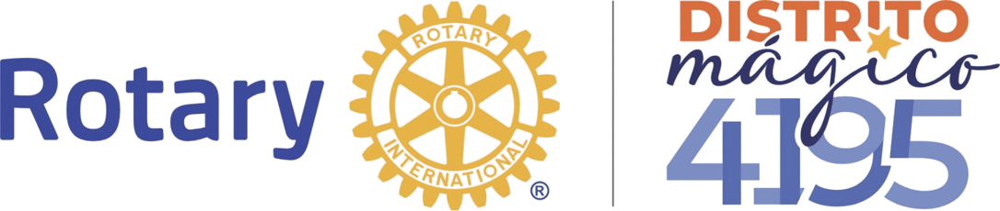 Rotary
ROTARY
INTERNATIONAL
®
DISTRITO
mágico
4195